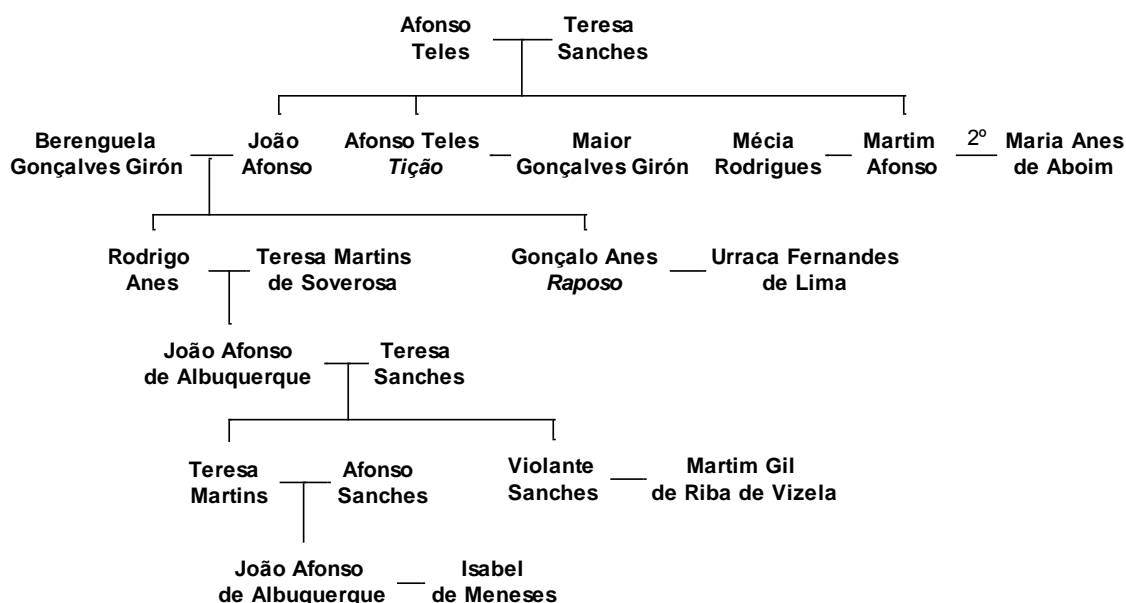 Afonso Teles
Teresa Sanches
Berenguela Gonçalves Girón
João Afonso
Afonso Teles Tição
Maior Gonçalves Girón
Mécia Rodrigues
Martim Afonso
2º
Maria Anes de Aboim
Rodrigo Anes
Teresa Martins de Soverosa
Gonçalo Anes Raposo
Urraca Fernandes de Lima
João Afonso de Albuquerque
Teresa Sanches
Teresa Martins
Afonso Sanches
Violante Sanches
Martim Gil de Riba de Vizela
João Afonso de Albuquerque
Isabel de Meneses